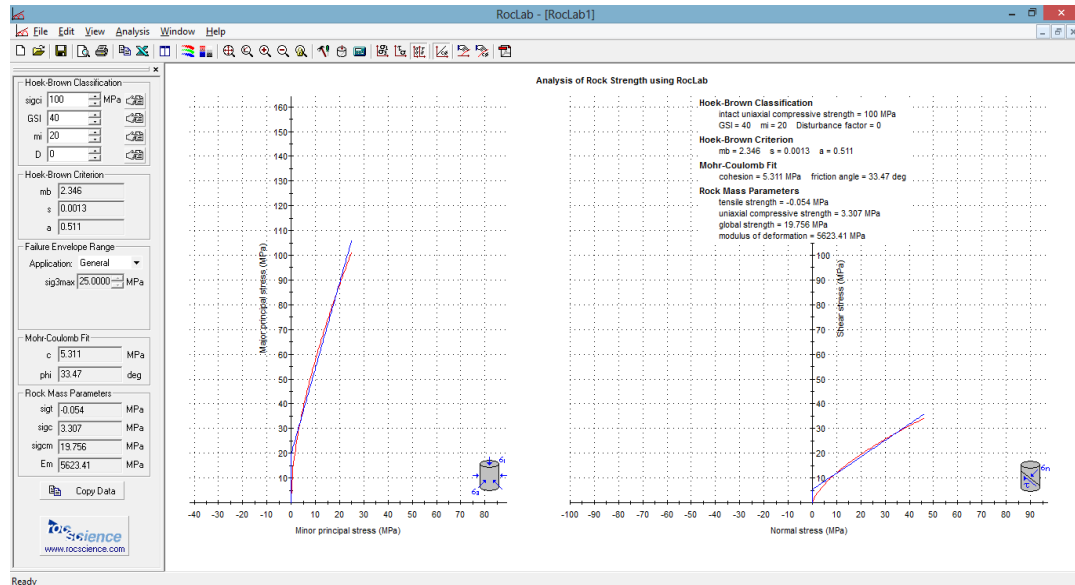 RocLab - [RocLab1]
File Edit View Analysis Window Help
Hoek-Brown Classification
sigci 100 MPa
GSI 40
mi 20
D 0
Hoek-Brown Criterion
mb 2.346
s 0.0013
a 0.511
Failure Envelope Range
Application: General
sig3max 25.0000 MPa
Mohr-Coulomb Fit
c 5.311 MPa
phi 33.47 deg
Rock Mass Parameters
sigt -0.054 MPa
sigc 3.307 MPa
sigcm 19.756 MPa
Em 5623.41 MPa
Copy Data
rocscience
www.rocscience.com
Ready
Analysis of Rock Strength using RocLab
Major principal stress (MPa)
160
150
140
130
120
110
100
90
80
70
60
50
40
30
20
10
-40 -30 -20 -10 0 10 20 30 40 50 60 70 80
Minor principal stress (MPa)
σ1
σ3
Hoek-Brown Classification
intact uniaxial compressive strength = 100 MPa
GSI = 40 mi = 20 Disturbance factor = 0
Hoek-Brown Criterion
mb = 2.346 s = 0.0013 a = 0.511
Mohr-Coulomb Fit
cohesion = 5.311 MPa friction angle = 33.47 deg
Rock Mass Parameters
tensile strength = -0.054 MPa
uniaxial compressive strength = 3.307 MPa
global strength = 19.756 MPa
modulus of deformation = 5623.41 MPa
Shear stress (MPa)
100
90
80
70
60
50
40
30
20
10
-100 -90 -80 -70 -60 -50 -40 -30 -20 -10 0 10 20 30 40 50 60 70 80 90
Normal stress (MPa)
σn
τ